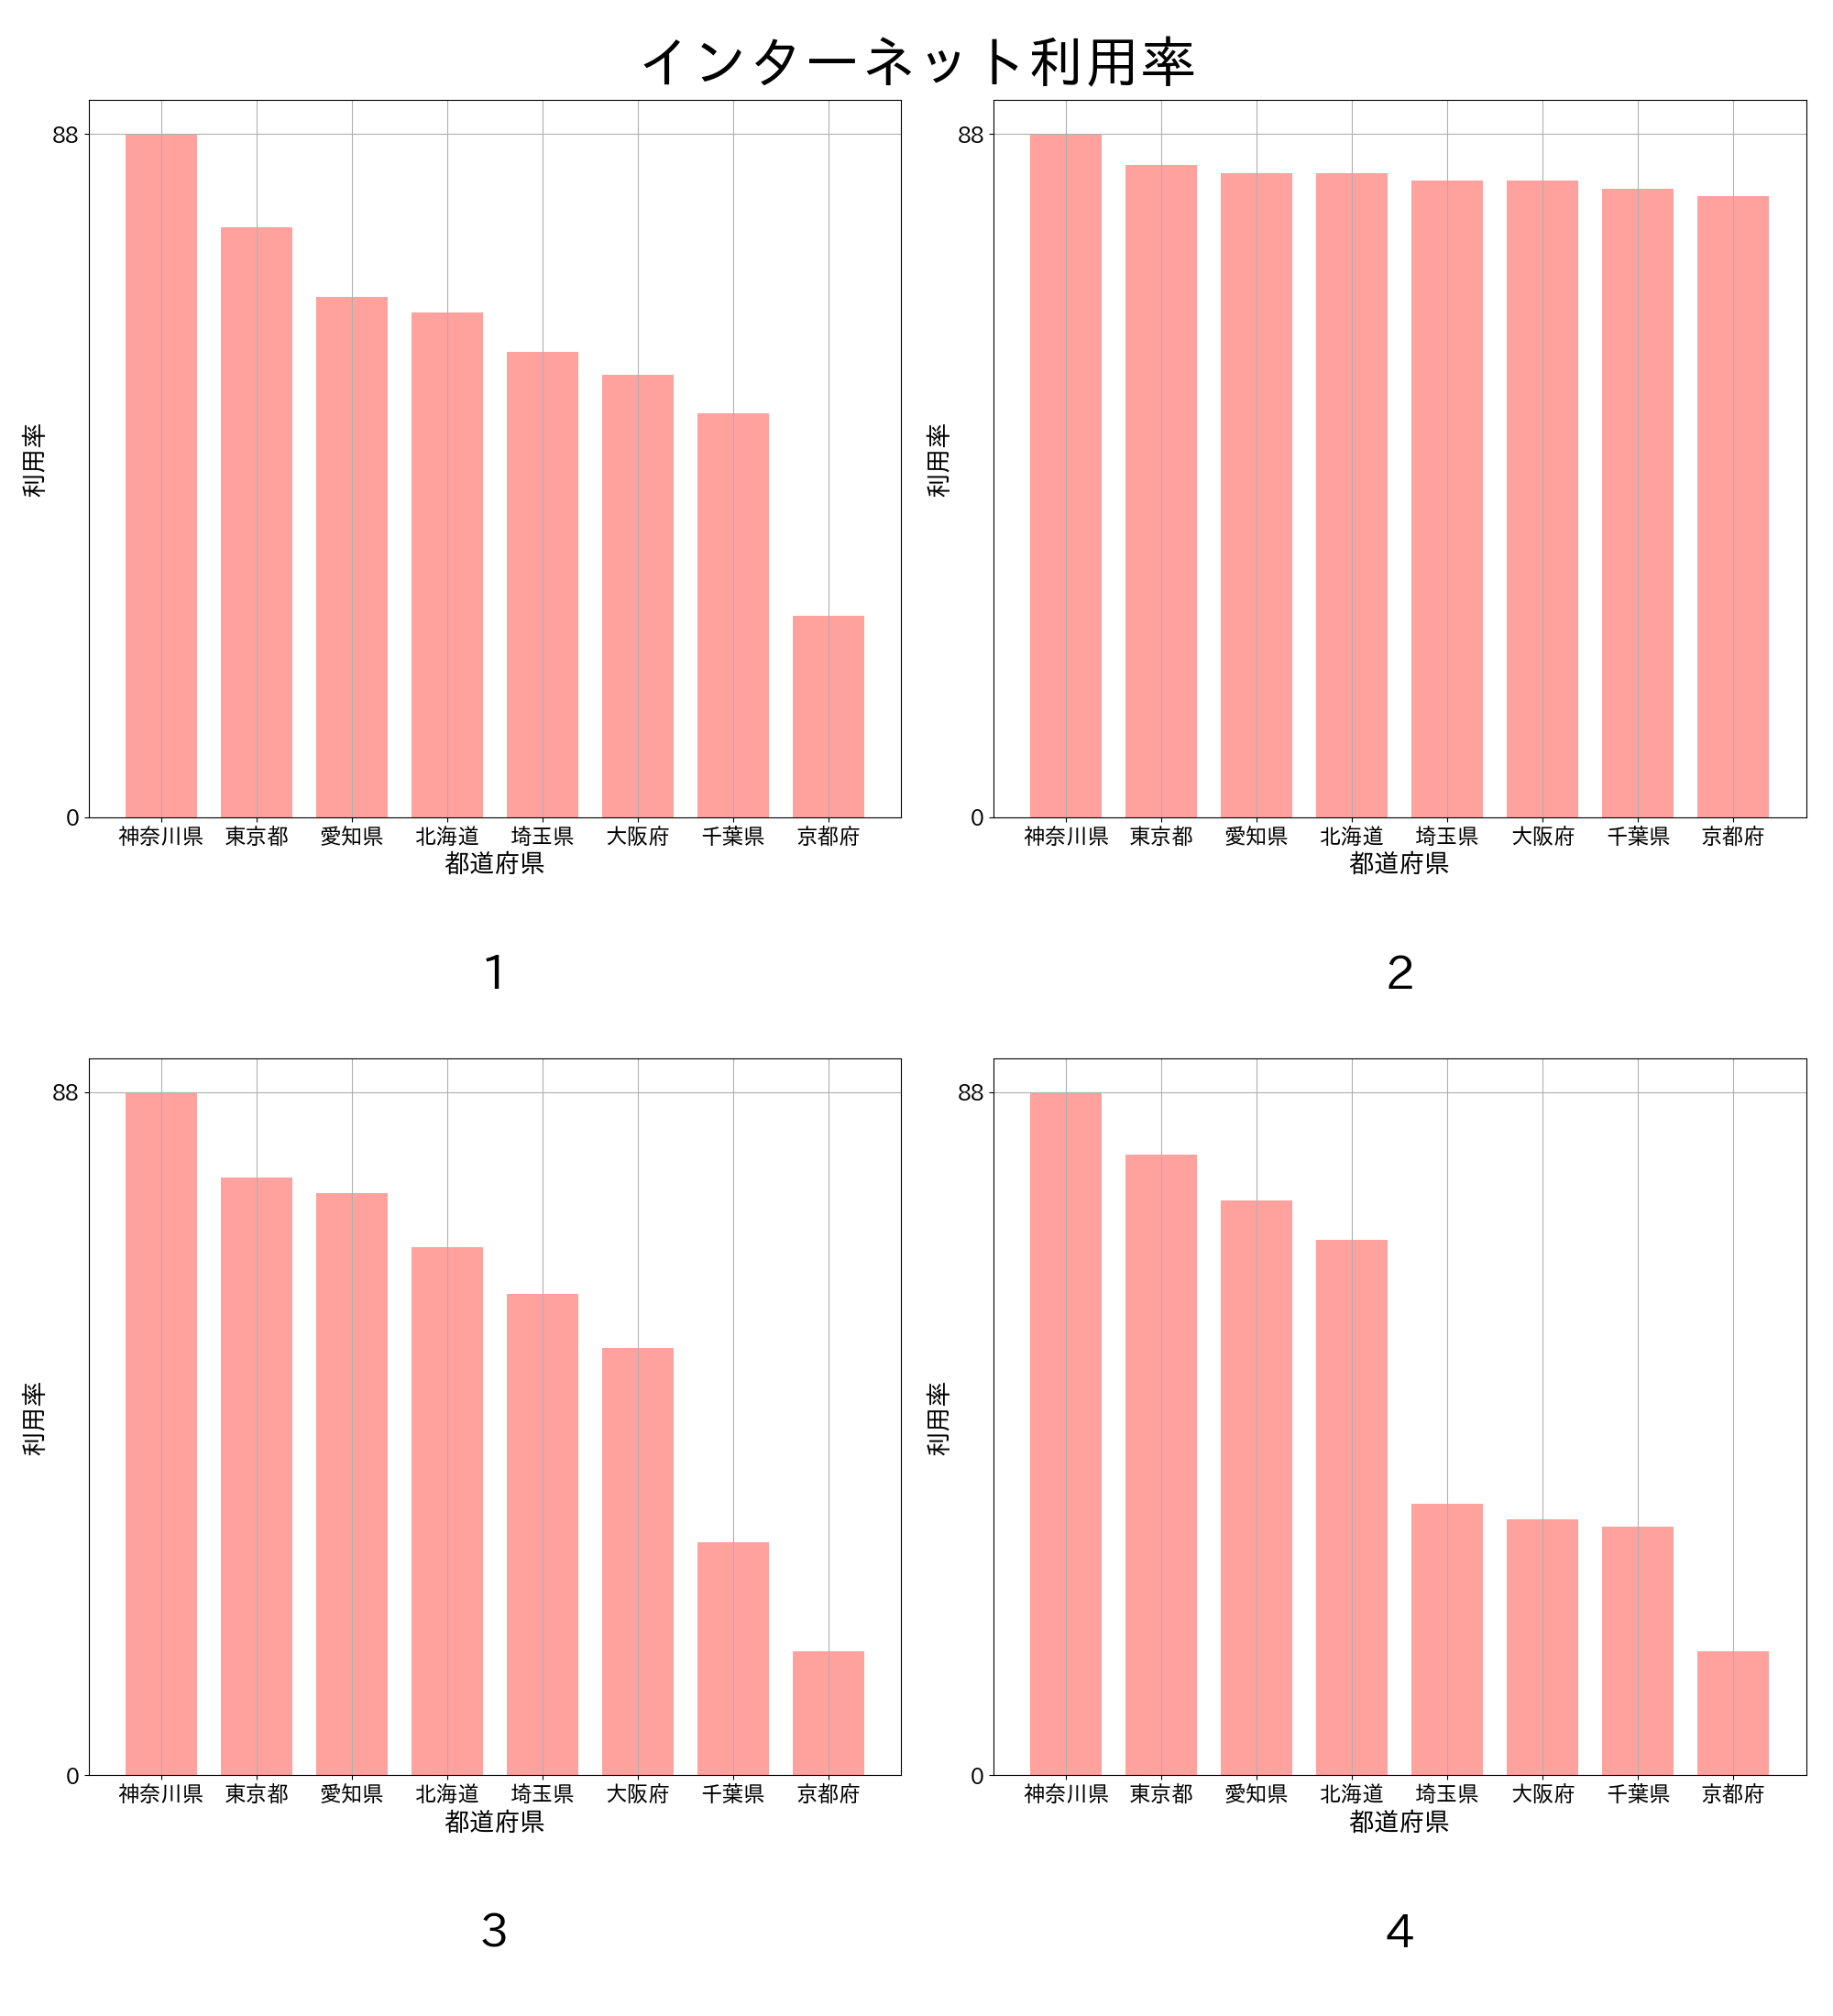 インターネット利用率
88
0
利用率
神奈川県 東京都 愛知県 北海道 埼玉県 大阪府 千葉県 京都府
都道府県
1
88
0
利用率
神奈川県 東京都 愛知県 北海道 埼玉県 大阪府 千葉県 京都府
都道府県
2
88
0
利用率
神奈川県 東京都 愛知県 北海道 埼玉県 大阪府 千葉県 京都府
都道府県
3
88
0
利用率
神奈川県 東京都 愛知県 北海道 埼玉県 大阪府 千葉県 京都府
都道府県
4